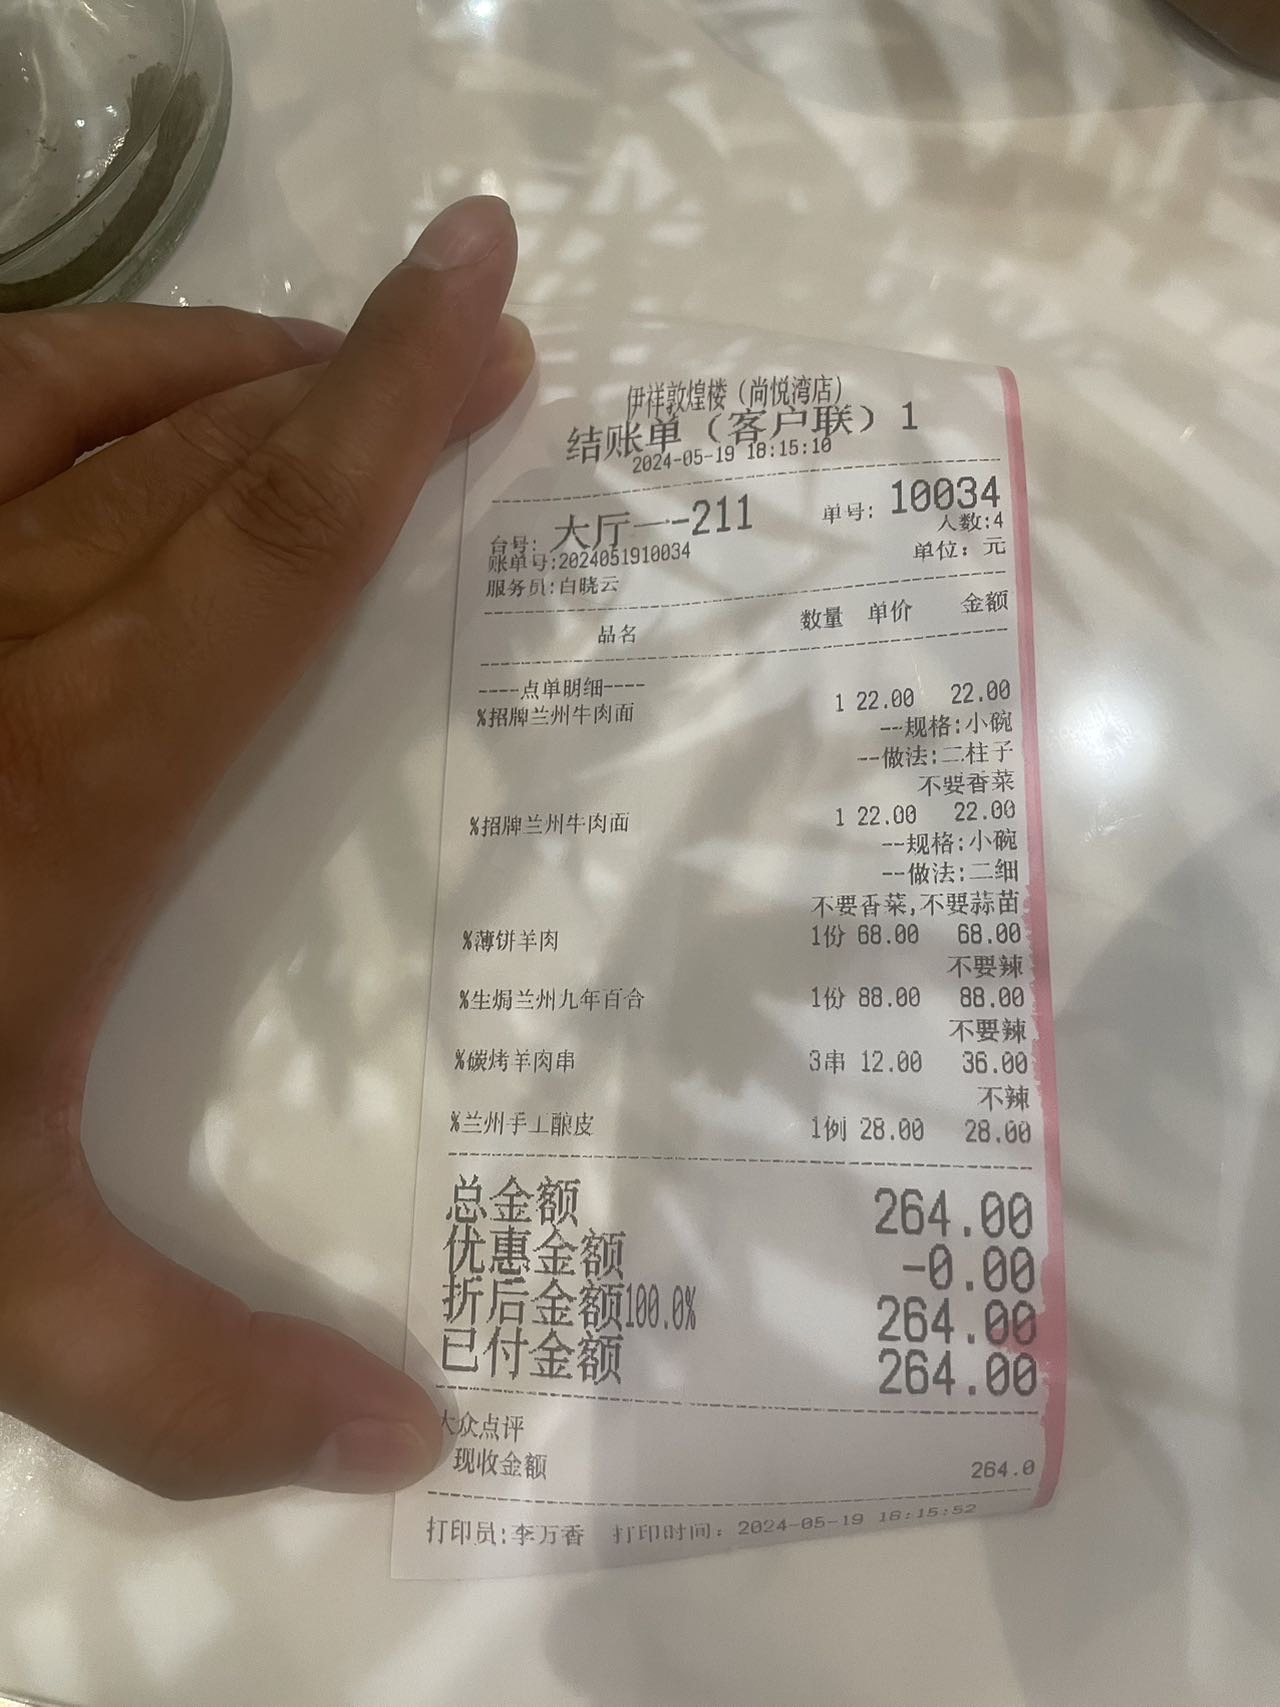 伊祥敦煌楼（尚悦湾店）
结账单（客户联）1
2024-05-19 18:15:10
台号: 大厅一-211 单号: 10034
人数:4
账单号:2024051910034 单位: 元
服务员:白晓云
品名 数量 单价 金额
----点单明细----
%招牌兰州牛肉面 1 22.00 22.00
--规格:小碗
--做法:二柱子
不要香菜
%招牌兰州牛肉面 1 22.00 22.00
--规格:小碗
--做法:二细
不要香菜,不要蒜苗
%薄饼羊肉 1份 68.00 68.00
不要辣
%生焗兰州九年百合 1份 88.00 88.00
不要辣
%碳烤羊肉串 3串 12.00 36.00
不辣
%兰州手工酿皮 1例 28.00 28.00
总金额 264.00
优惠金额 -0.00
折后金额100.0% 264.00
已付金额 264.00
大众点评
现收金额 264.0
打印员:李万香 打印时间: 2024-05-19 18:15:52